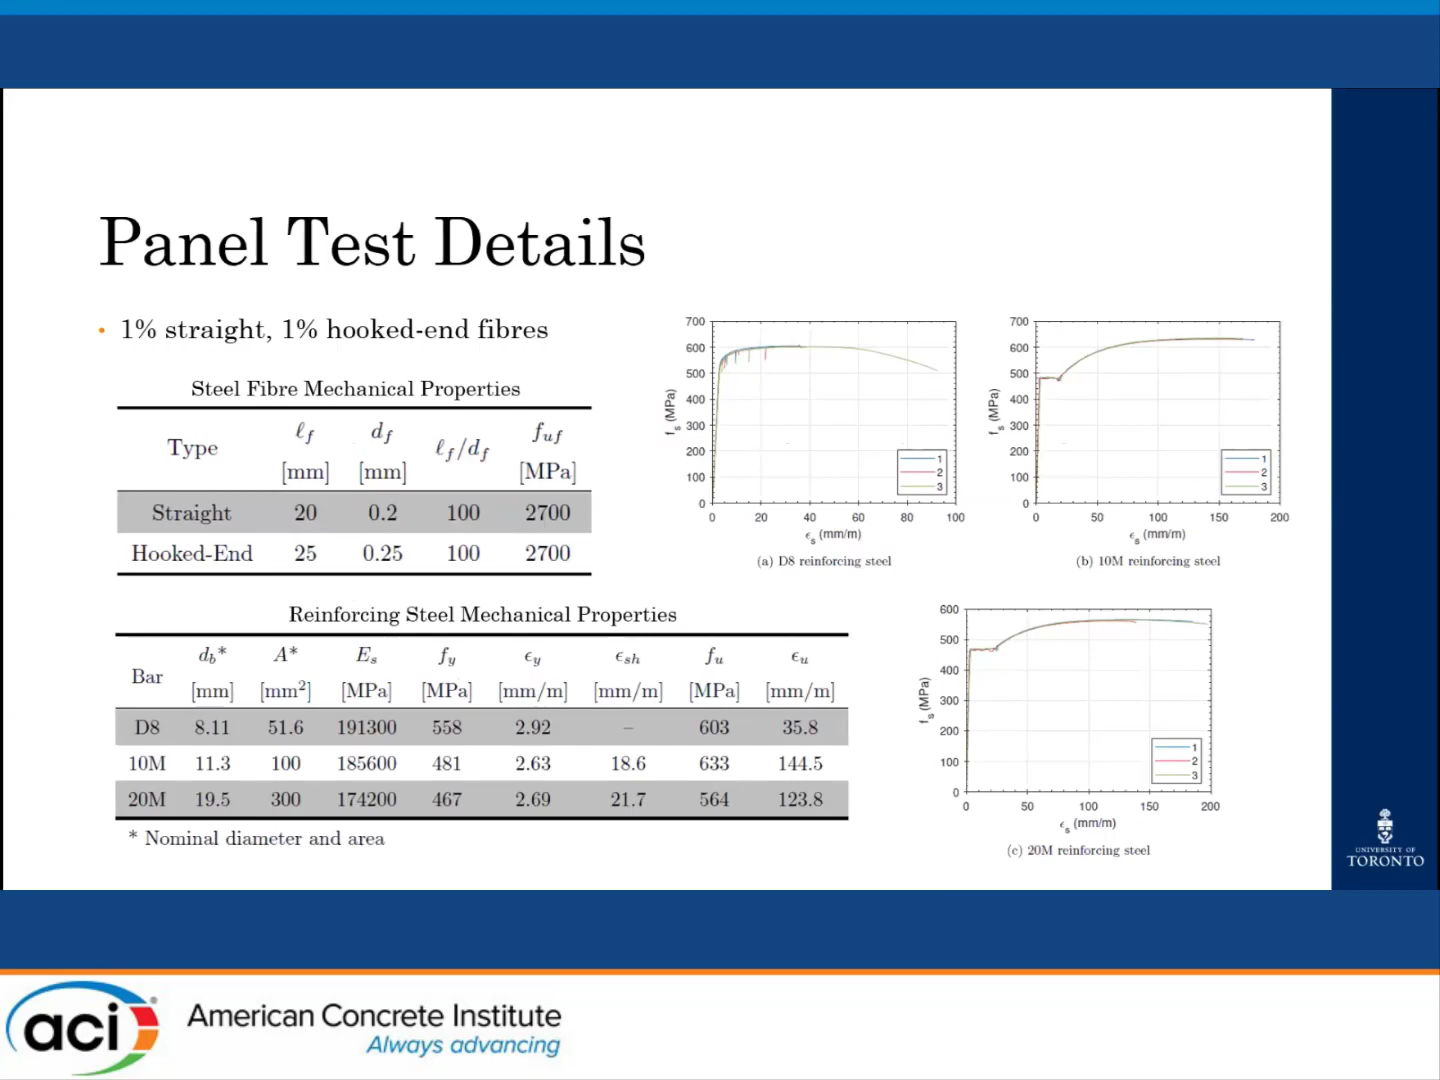 Panel Test Details
• 1% straight, 1% hooked-end fibres
Steel Fibre Mechanical Properties
Type ℓf [mm] df [mm] ℓf/df fuf [MPa]
Straight 20 0.2 100 2700
Hooked-End 25 0.25 100 2700
Reinforcing Steel Mechanical Properties
Bar db* [mm] A* [mm²] Es [MPa] fy [MPa] ϵy [mm/m] ϵsh [mm/m] fu [MPa] ϵu [mm/m]
D8 8.11 51.6 191300 558 2.92 – 603 35.8
10M 11.3 100 185600 481 2.63 18.6 633 144.5
20M 19.5 300 174200 467 2.69 21.7 564 123.8
* Nominal diameter and area
700
600
500
400
300
200
100
0
fs (MPa)
1
2
3
0 20 40 60 80 100
ϵs (mm/m)
(a) D8 reinforcing steel
700
600
500
400
300
200
100
0
fs (MPa)
1
2
3
0 50 100 150 200
ϵs (mm/m)
(b) 10M reinforcing steel
600
500
400
300
200
100
0
fs (MPa)
1
2
3
0 50 100 150 200
ϵs (mm/m)
(c) 20M reinforcing steel
UNIVERSITY OF
TORONTO
aci
American Concrete Institute
Always advancing